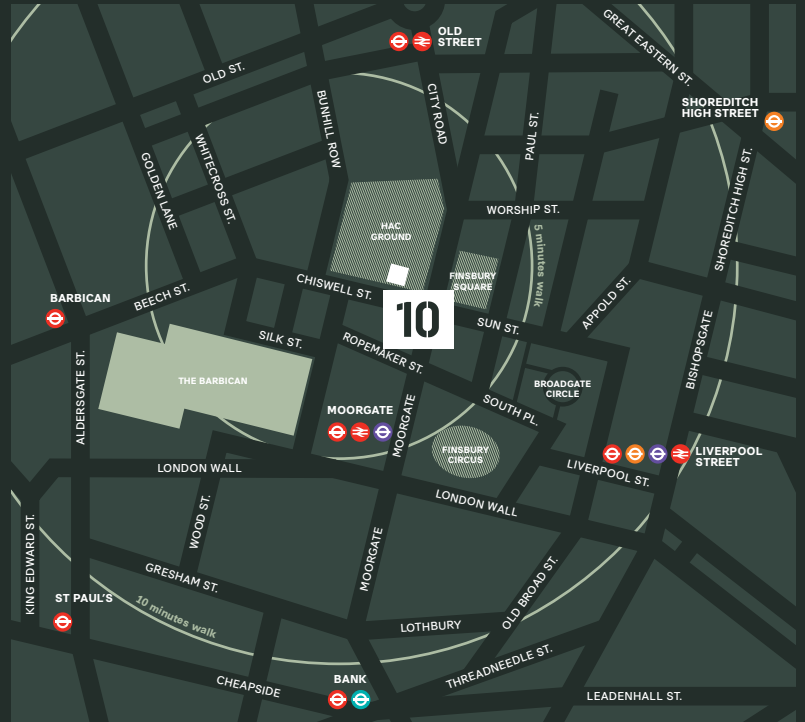 OLD
STREET
GREAT EASTERN ST.
OLD ST.
SHOREDITCH
HIGH STREET
BUNHILL ROW
CITY ROAD
PAUL ST.
WHITECROSS ST.
GOLDEN LANE
SHOREDITCH HIGH ST.
WORSHIP ST.
HAC
GROUND
5 minutes walk
FINSBURY
SQUARE
CHISWELL ST.
BEECH ST.
BARBICAN
APPOLD ST.
10
SUN ST.
SILK ST.
ROPEMAKER ST.
BISHOPSGATE
THE BARBICAN
BROADGATE
CIRCLE
ALDERSGATE ST.
MOORGATE
MOORGATE
SOUTH PL.
FINSBURY
CIRCUS
LIVERPOOL
STREET
LIVERPOOL ST.
LONDON WALL
LONDON WALL
WOOD ST.
KING EDWARD ST.
MOORGATE
GRESHAM ST.
OLD BROAD ST.
ST PAUL'S
10 minutes walk
LOTHBURY
THREADNEEDLE ST.
CHEAPSIDE
BANK
LEADENHALL ST.